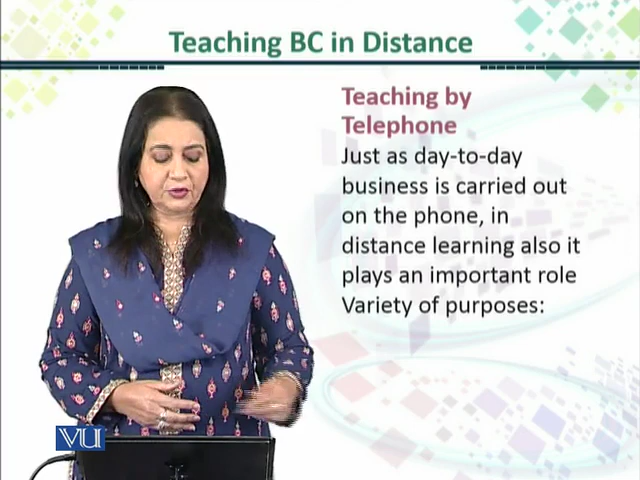 Teaching BC in Distance
Teaching by
Telephone
Just as day-to-day
business is carried out
on the phone, in
distance learning also it
plays an important role
Variety of purposes:
VU